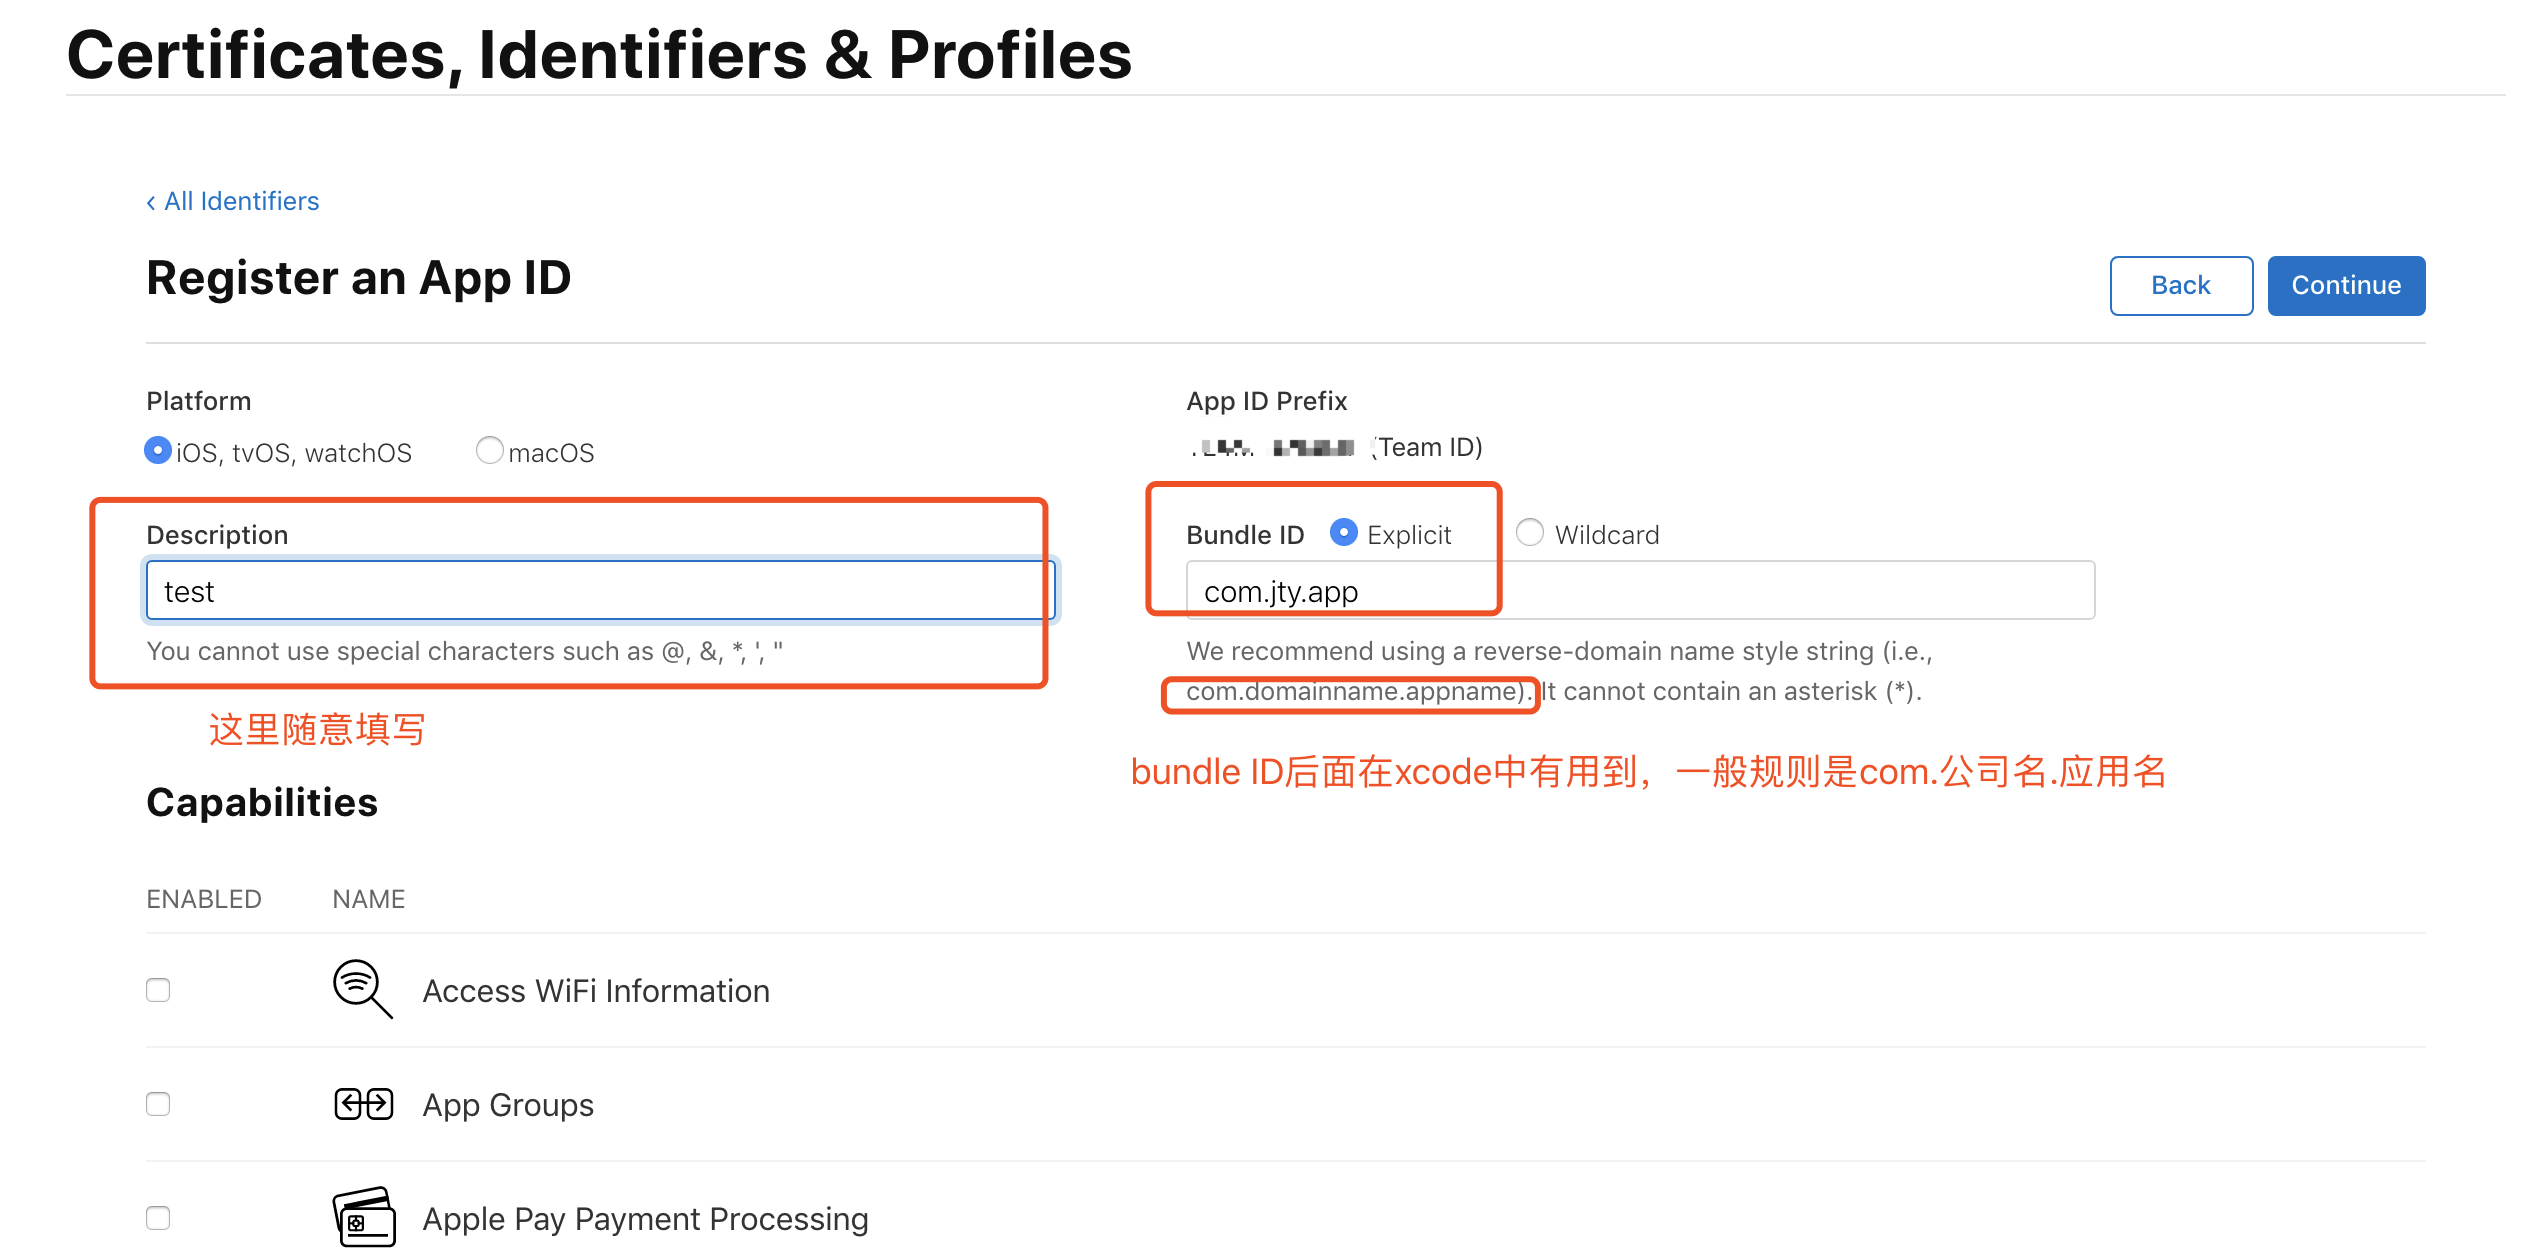 Certificates, Identifiers & Profiles
‹ All Identifiers
Register an App ID
Back
Continue
Platform
iOS, tvOS, watchOS
macOS
App ID Prefix
(Team ID)
Description
test
You cannot use special characters such as @, &, *, ', "
这里随意填写
Bundle ID
Explicit
Wildcard
com.jty.app
We recommend using a reverse-domain name style string (i.e.,
com.domainname.appname). It cannot contain an asterisk (*).
bundle ID后面在xcode中有用到，一般规则是com.公司名.应用名
Capabilities
ENABLED
NAME
Access WiFi Information
App Groups
Apple Pay Payment Processing